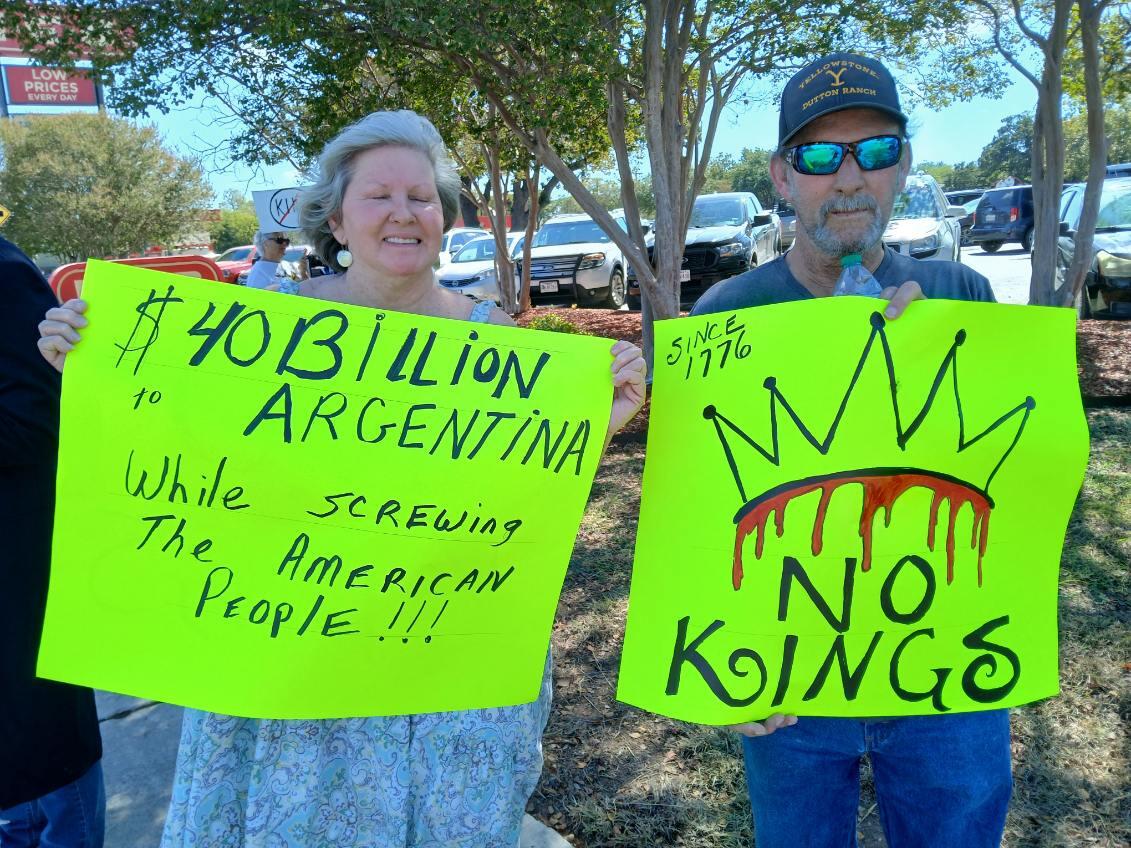 LOW
PRICES
EVERY DAY
YELLOWSTONE
Y
DUTTON RANCH
$40 BILLION
to
ARGENTINA
While SCREWing
The AMERICAN
PEOPlE!!!
SINCE
1776
NO
KINGS